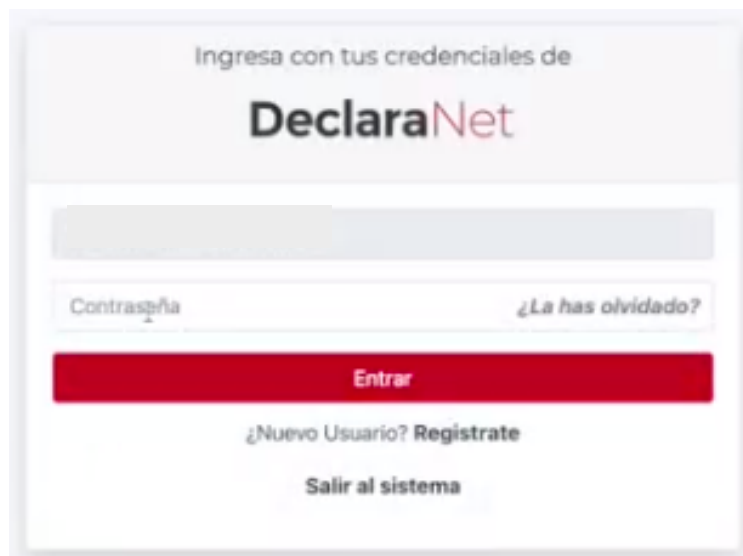 Ingresa con tus credenciales de
DeclaraNet
Contraseña ¿La has olvidado?
Entrar
¿Nuevo Usuario? Registrate
Salir al sistema